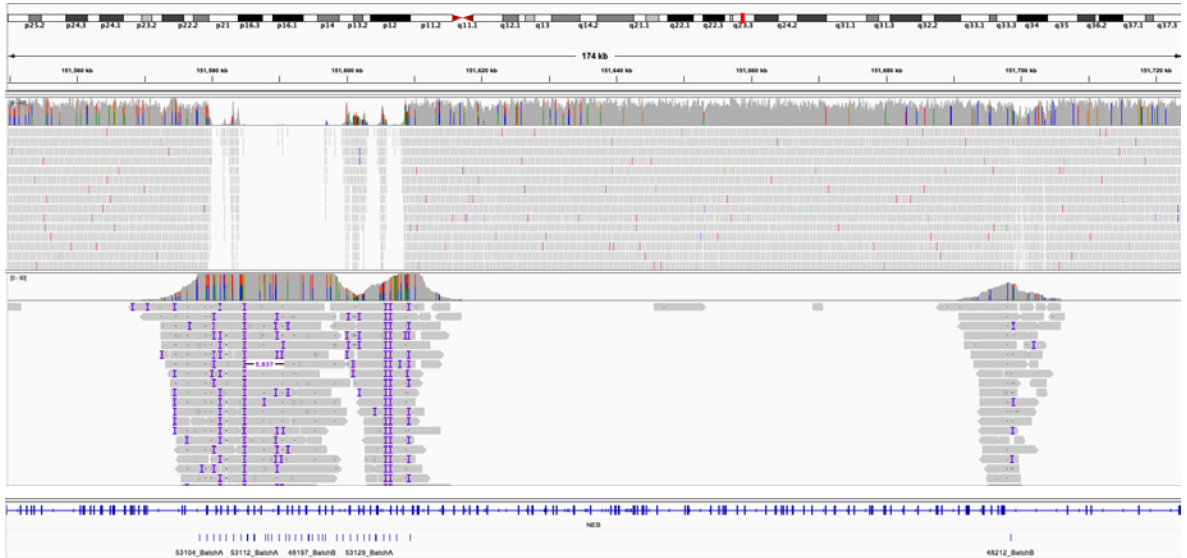 p25.2 p24.3 p24.1 p23.2 p22.2 p21 p16.3 p16.1 p14 p13.2 p12 p11.2 q11.1 q12.1 q13 q14.2 q21.1 q22.1 q22.3 q23.3 q24.2 q31.1 q31.3 q32.1 q33.1 q33.3 q34 q35 q36.2 q37.1 q37.3
174 kb
151,560 kb 151,580 kb 151,600 kb 151,620 kb 151,640 kb 151,660 kb 151,680 kb 151,700 kb 151,720 kb
5,837
NEB
53104_BatchA 53112_BatchA 48197_BatchB 53129_BatchA 48212_BatchB